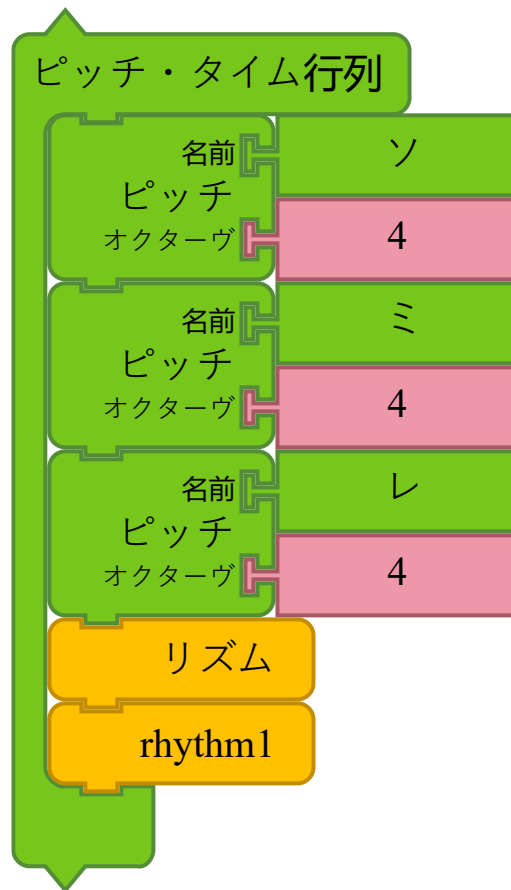 ピッチ・タイム行列
名前 ソ
ピッチ
オクターヴ 4
名前 ミ
ピッチ
オクターヴ 4
名前 レ
ピッチ
オクターヴ 4
リズム
rhythm1